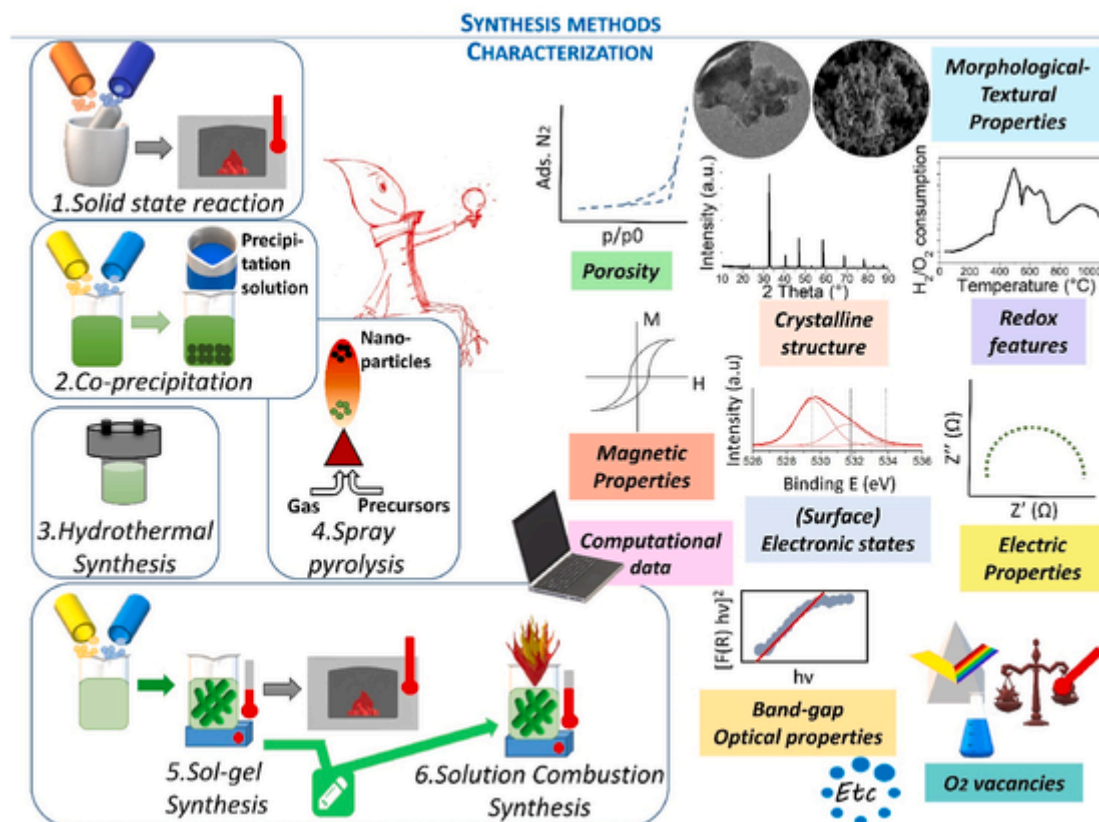 SYNTHESIS METHODS
CHARACTERIZATION
1.Solid state reaction
Precipi-
tation
solution
2.Co-precipitation
3.Hydrothermal
Synthesis
Nano-
particles
Gas
Precursors
4.Spray
pyrolysis
5.Sol-gel
Synthesis
6.Solution Combustion
Synthesis
Ads. N2
p/p0
Porosity
Morphological-
Textural
Properties
Intensity (a.u.)
10 20 30 40 50 60 70 80 90
2 Theta (°)
Crystalline
structure
H2/O2 consumption
0 200 400 600 800 1000
Temperature (°C)
Redox
features
M
H
Magnetic
Properties
Intensity (a.u)
526 528 530 532 534 536
Binding E (eV)
(Surface)
Electronic states
Z'' (Ω)
Z' (Ω)
Electric
Properties
Computational
data
[F(R) hν]²
hν
Band-gap
Optical properties
Etc
O2 vacancies